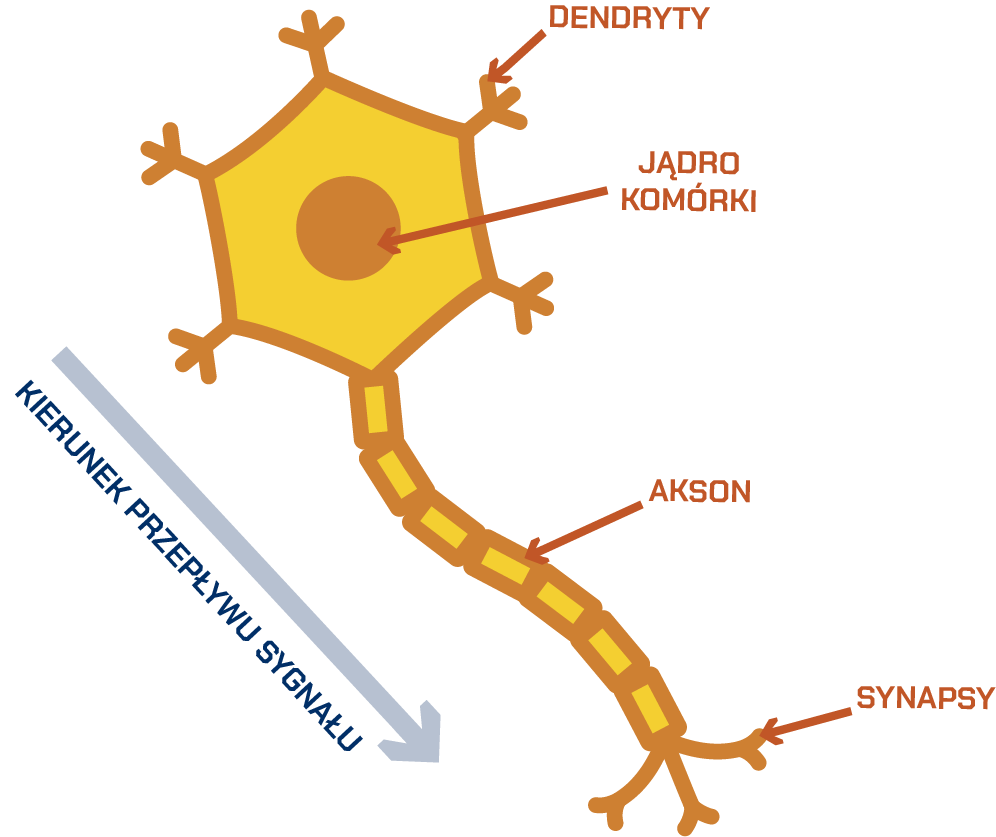 DENDRYTY
JĄDRO
KOMÓRKI
KIERUNEK PRZEPŁYWU SYGNAŁU
AKSON
SYNAPSY